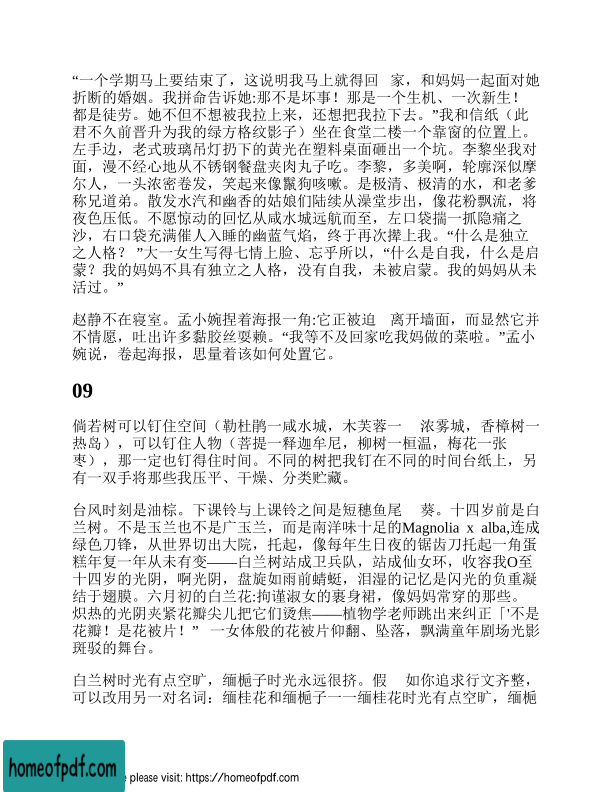 “一个学期马上要结束了，这说明我马上就得回 家，和妈妈一起面对她
折断的婚姻。我拼命告诉她:那不是坏事！那是一个生机、一次新生！
都是徒劳。她不但不想被我拉上来，还想把我拉下去。”我和信纸（此
君不久前晋升为我的绿方格纹影子）坐在食堂二楼一个靠窗的位置上。
左手边，老式玻璃吊灯扔下的黄光在塑料桌面砸出一个坑。李黎坐我对
面，漫不经心地从不锈钢餐盘夹肉丸子吃。李黎，多美啊，轮廓深似摩
尔人，一头浓密卷发，笑起来像鬣狗咳嗽。是极清、极清的水，和老爹
称兄道弟。散发水汽和幽香的姑娘们陆续从澡堂步出，像花粉飘流，将
夜色压低。不愿惊动的回忆从咸水城远航而至，左口袋揣一抓隐痛之
沙，右口袋充满催人入睡的幽蓝气焰，终于再次撵上我。“什么是独立
之人格？ ”大一女生写得七情上脸、忘乎所以，“什么是自我，什么是启
蒙？我的妈妈不具有独立之人格，没有自我，未被启蒙。我的妈妈从未
活过。”
赵静不在寝室。孟小婉捏着海报一角:它正被迫 离开墙面，而显然它并
不情愿，吐出许多黏胶丝耍赖。“我等不及回家吃我妈做的菜啦。”孟小
婉说，卷起海报，思量着该如何处置它。
09
倘若树可以钉住空间（勒杜鹃一咸水城，木芙蓉一 浓雾城，香樟树一
热岛），可以钉住人物（菩提一释迦牟尼，柳树一桓温，梅花一张
枣），那一定也钉得住时间。不同的树把我钉在不同的时间台纸上，另
有一双手将那些我压平、干燥、分类贮藏。
台风时刻是油棕。下课铃与上课铃之间是短穗鱼尾 葵。十四岁前是白
兰树。不是玉兰也不是广玉兰，而是南洋味十足的Magnolia x alba,连成
绿色刀锋，从世界切出大院，托起，像每年生日夜的锯齿刀托起一角蛋
糕年复一年从未有变——白兰树站成卫兵队，站成仙女环，收容我O至
十四岁的光阴，啊光阴，盘旋如雨前蜻蜓，泪湿的记忆是闪光的负重凝
结于翅膜。六月初的白兰花:拘谨淑女的裹身裙，像妈妈常穿的那些。
炽热的光阴夹紧花瓣尖儿把它们烫焦——植物学老师跳出来纠正「'不是
花瓣！是花被片！” 一女体般的花被片仰翻、坠落，飘满童年剧场光影
斑驳的舞台。
白兰树时光有点空旷，缅栀子时光永远很挤。假 如你追求行文齐整，
可以改用另一对名词：缅桂花和缅栀子一一缅桂花时光有点空旷，缅栀
homeofpdf.com
e please visit: https://homeofpdf.com